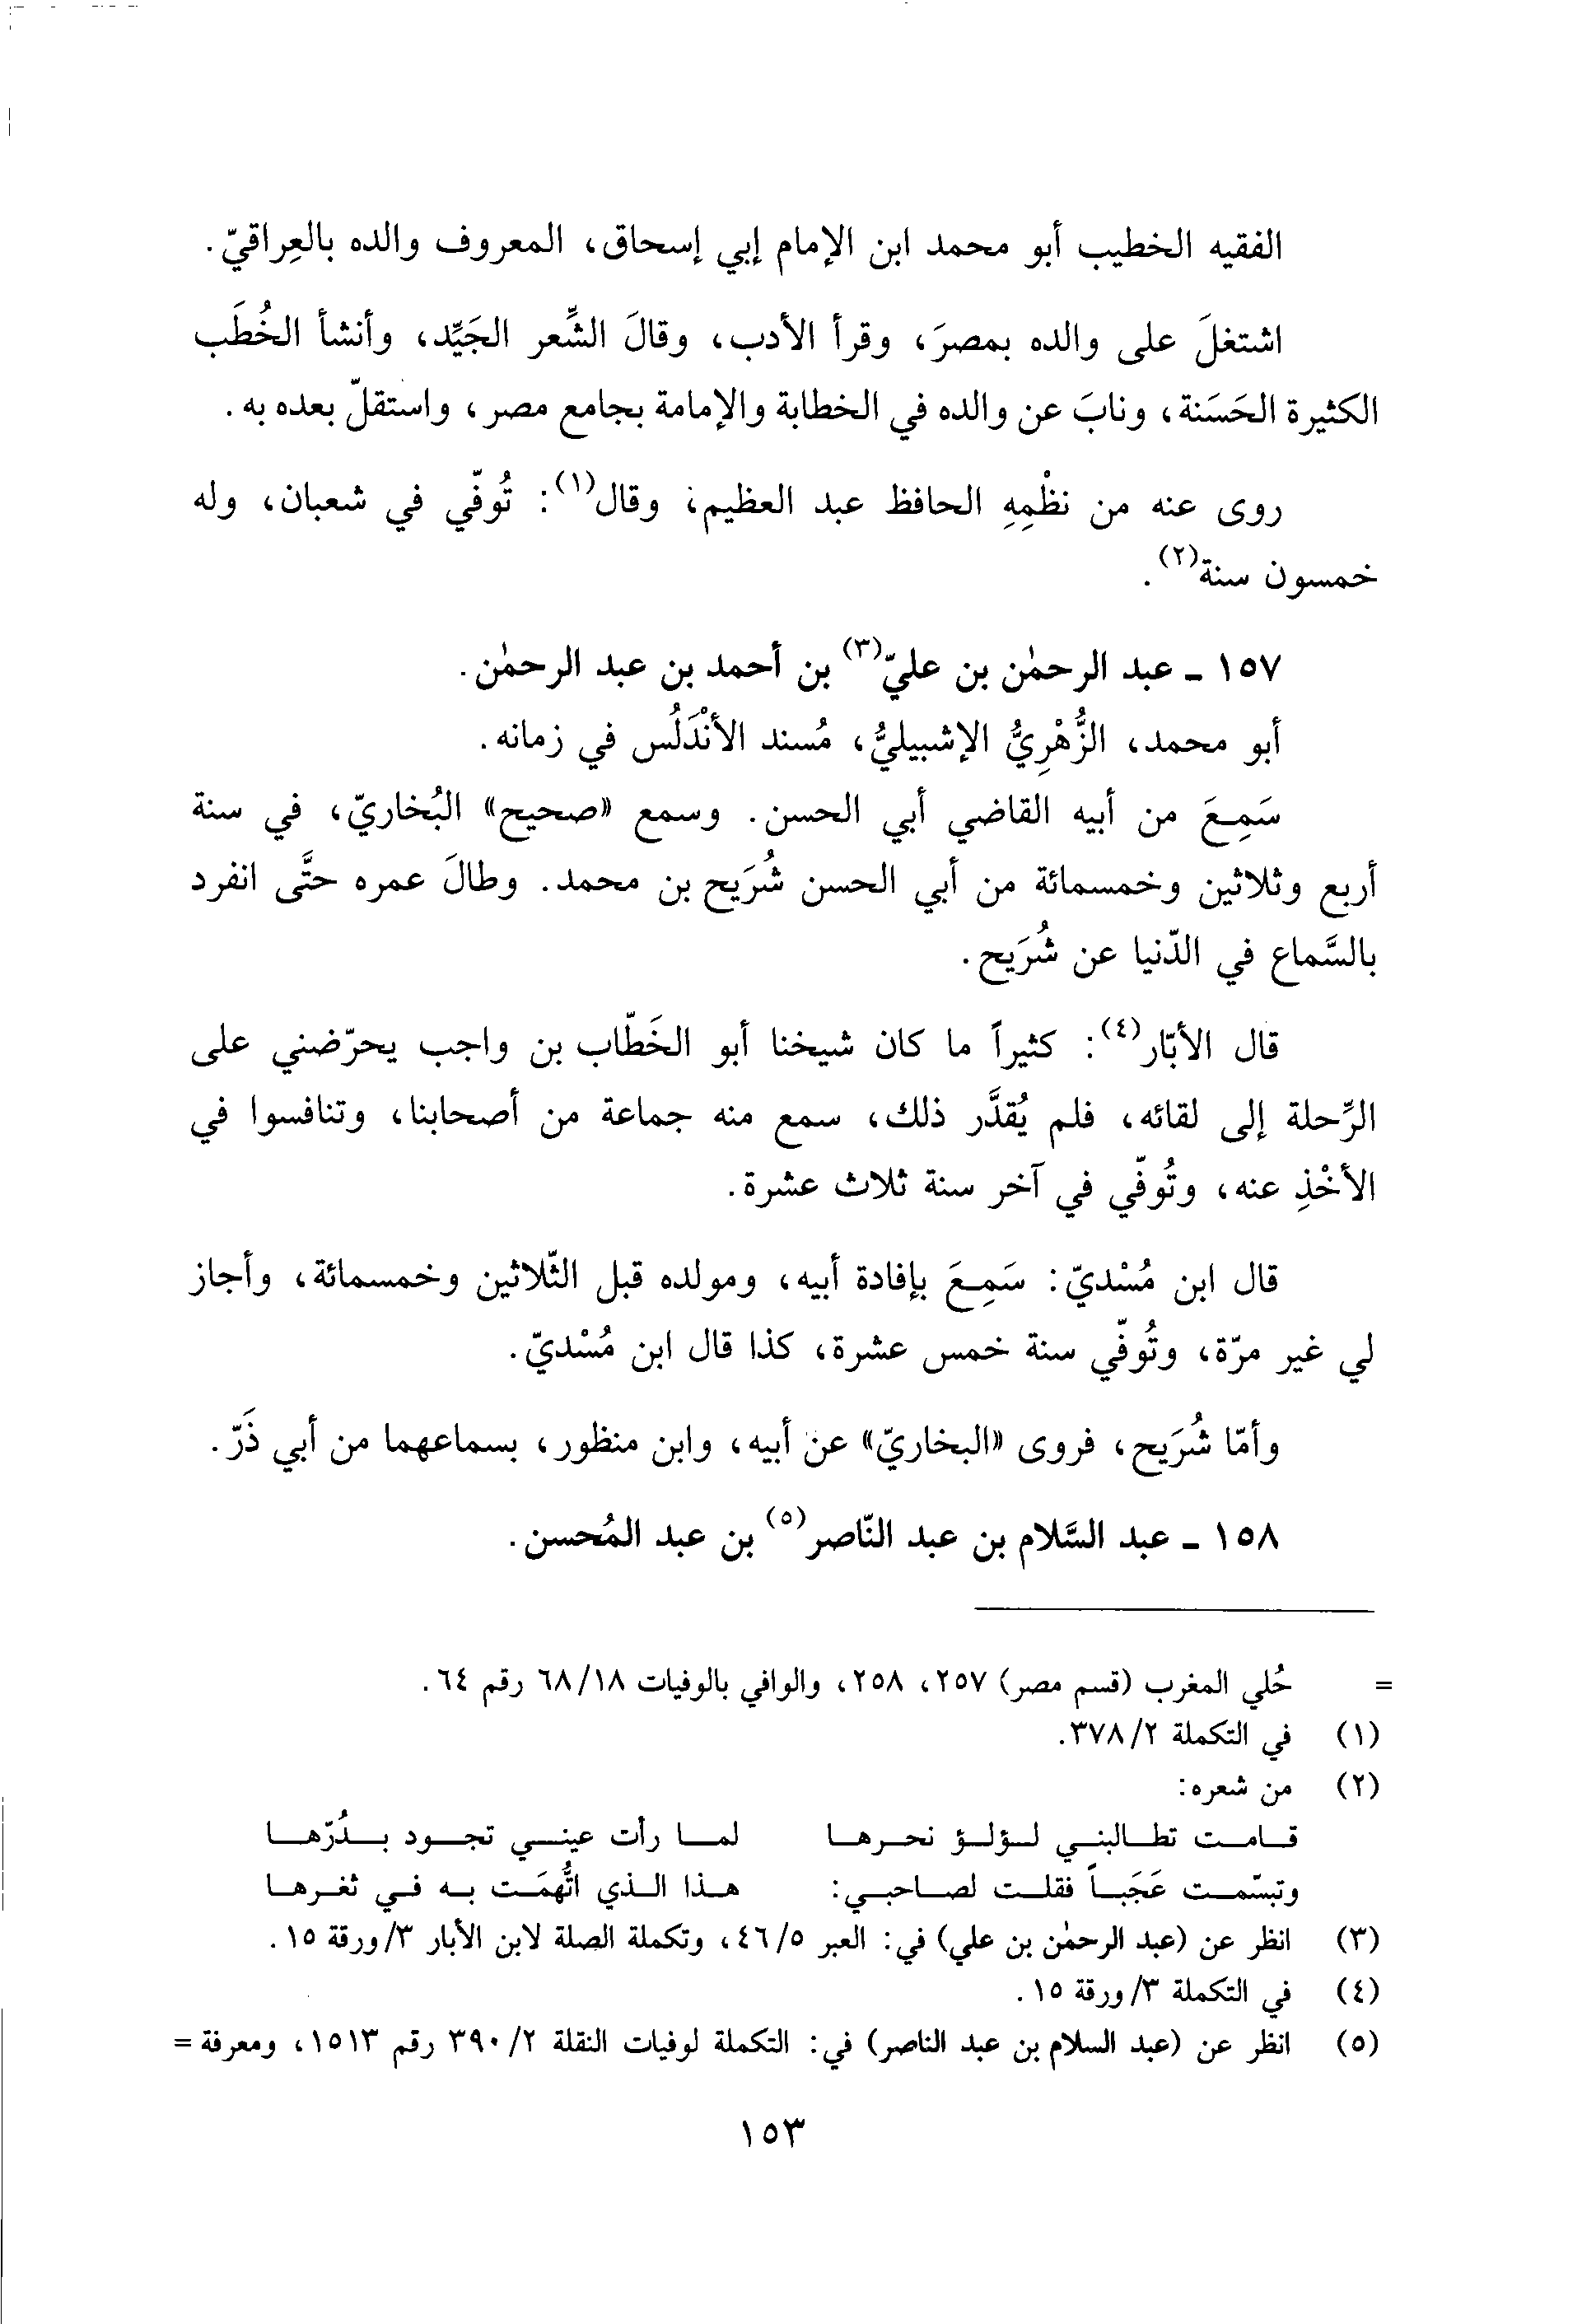 الفقيه الخطيب أبو محمد ابن الإمام إبي إسحاق، المعروف والده بالعِراقيّ.
اشتغلَ على والده بمصرَ، وقرأ الأدب، وقالَ الشِّعر الجَيِّد، وأنشأ الخُطَب
الكثيرة الحَسَنة، ونابَ عن والده في الخطابة والإمامة بجامع مصر، واستقلّ بعده به.
روى عنه من نظْمِهِ الحافظ عبد العظيم، وقال(١): تُوفّي في شعبان، وله
خمسون سنة(٢).
١٥٧ - عبد الرحمٰن بن عليّ(٣) بن أحمد بن عبد الرحمٰن.
أبو محمد، الزُّهْرِيُّ الإشبيليُّ، مُسند الأنْدَلُس في زمانه.
سَمِعَ من أبيه القاضي أبي الحسن. وسمع «صحيح» البُخاريّ، في سنة
أربع وثلاثين وخمسمائة من أبي الحسن شُرَيح بن محمد. وطالَ عمره حتَّى انفرد
بالسَّماع في الدّنيا عن شُرَيح.
قال الأبّار(٤): كثيراً ما كان شيخنا أبو الخَطّاب بن واجب يحرّضني على
الرِّحلة إلى لقائه، فلم يُقدَّر ذلك، سمع منه جماعة من أصحابنا، وتنافسوا في
الأخْذِ عنه، وتُوفّي في آخر سنة ثلاث عشرة.
قال ابن مُسْديّ: سَمِعَ بإفادة أبيه، ومولده قبل الثّلاثين وخمسمائة، وأجاز
لي غير مرّة، وتُوفّي سنة خمس عشرة، كذا قال ابن مُسْديّ.
وأمّا شُرَيح، فروى «البخاريّ» عن أبيه، وابن منظور، بسماعهما من أبي ذَرّ.
١٥٨ - عبد السَّلام بن عبد النّاصر(٥) بن عبد المُحسن.
= حُلي المغرب (قسم مصر) ٢٥٧، ٢٥٨، والوافي بالوفيات ٦٨/١٨ رقم ٦٤.
(١) في التكملة ٣٧٨/٢.
(٢) من شعره:
قامت تطالبني لؤلؤ نحرها لما رأت عيني تجود بدُرّها
وتبسّمت عَجَباً فقلت لصاحبي: هذا الذي اتُّهمَت به في ثغرها
(٣) انظر عن (عبد الرحمٰن بن علي) في: العبر ٤٦/٥، وتكملة الصلة لابن الأبار ٣/ورقة ١٥.
(٤) في التكملة ٣/ورقة ١٥.
(٥) انظر عن (عبد السلام بن عبد الناصر) في: التكملة لوفيات النقلة ٣٩٠/٢ رقم ١٥١٣، ومعرفة =
١٥٣